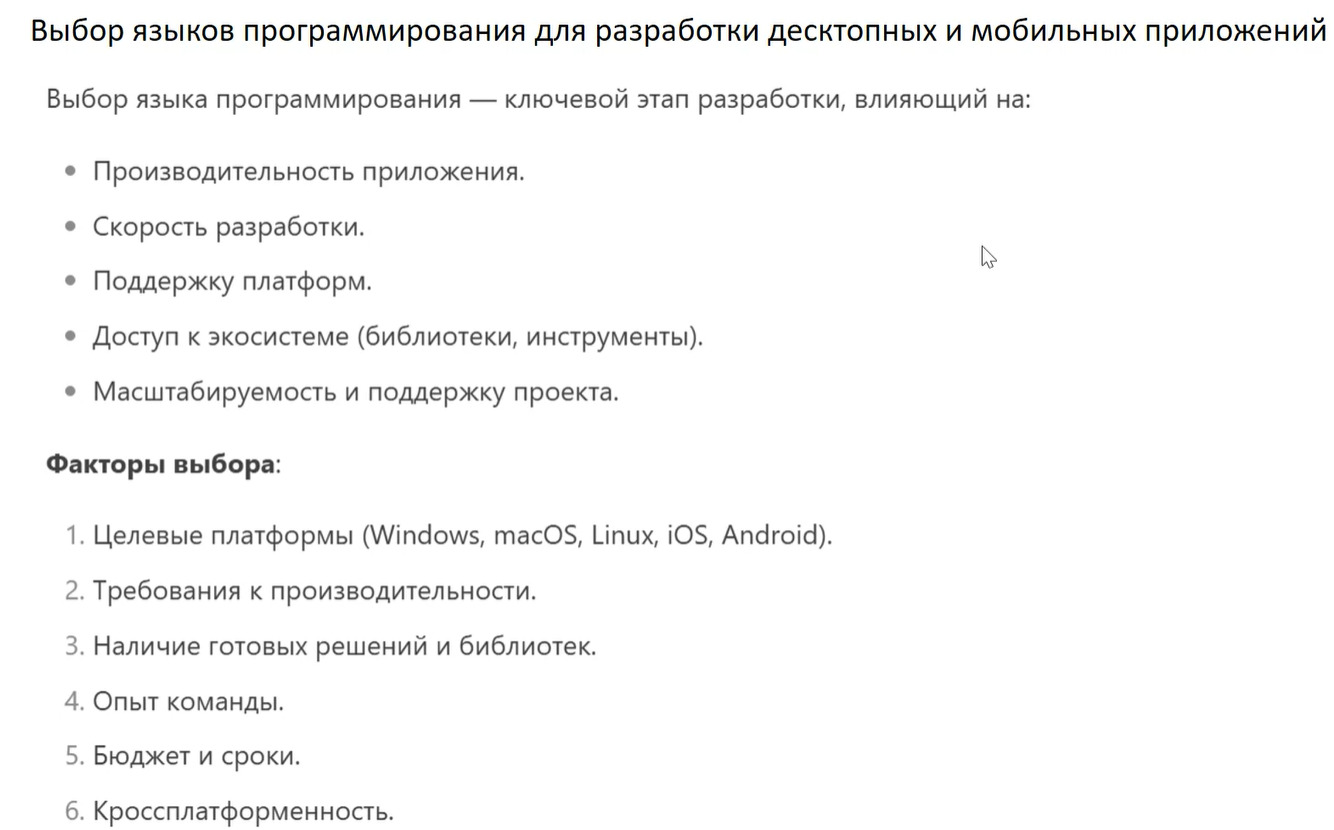 Выбор языков программирования для разработки десктопных и мобильных приложений
Выбор языка программирования — ключевой этап разработки, влияющий на:
• Производительность приложения.
• Скорость разработки.
• Поддержку платформ.
• Доступ к экосистеме (библиотеки, инструменты).
• Масштабируемость и поддержку проекта.
Факторы выбора:
1. Целевые платформы (Windows, macOS, Linux, iOS, Android).
2. Требования к производительности.
3. Наличие готовых решений и библиотек.
4. Опыт команды.
5. Бюджет и сроки.
6. Кроссплатформенность.